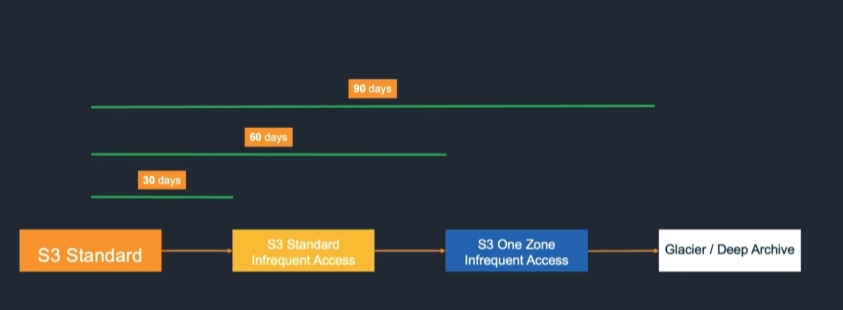 90 days
60 days
30 days
S3 Standard
S3 Standard
Infrequent Access
S3 One Zone
Infrequent Access
Glacier / Deep Archive